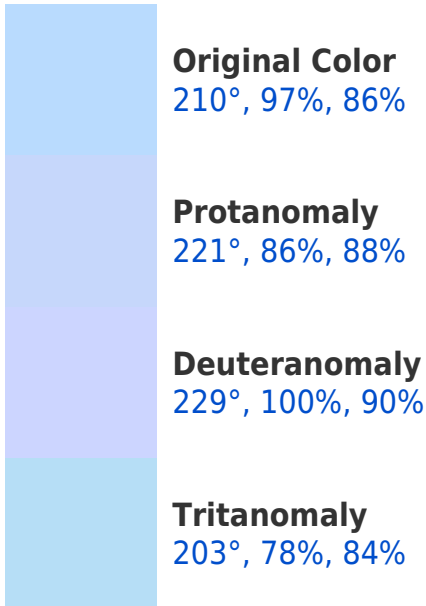 Original Color
210°, 97%, 86%
Protanomaly
221°, 86%, 88%
Deuteranomaly
229°, 100%, 90%
Tritanomaly
203°, 78%, 84%